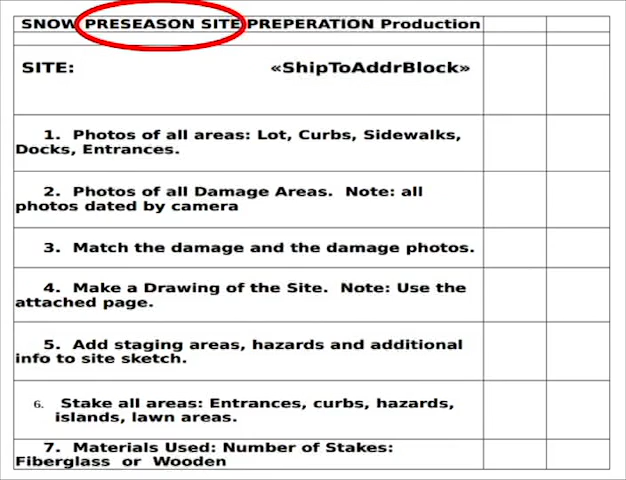 SNOW PRESEASON SITE PREPERATION Production
SITE: «ShipToAddrBlock»
1. Photos of all areas: Lot, Curbs, Sidewalks,
Docks, Entrances.
2. Photos of all Damage Areas. Note: all
photos dated by camera
3. Match the damage and the damage photos.
4. Make a Drawing of the Site. Note: Use the
attached page.
5. Add staging areas, hazards and additional
info to site sketch.
6. Stake all areas: Entrances, curbs, hazards,
islands, lawn areas.
7. Materials Used: Number of Stakes:
Fiberglass or Wooden